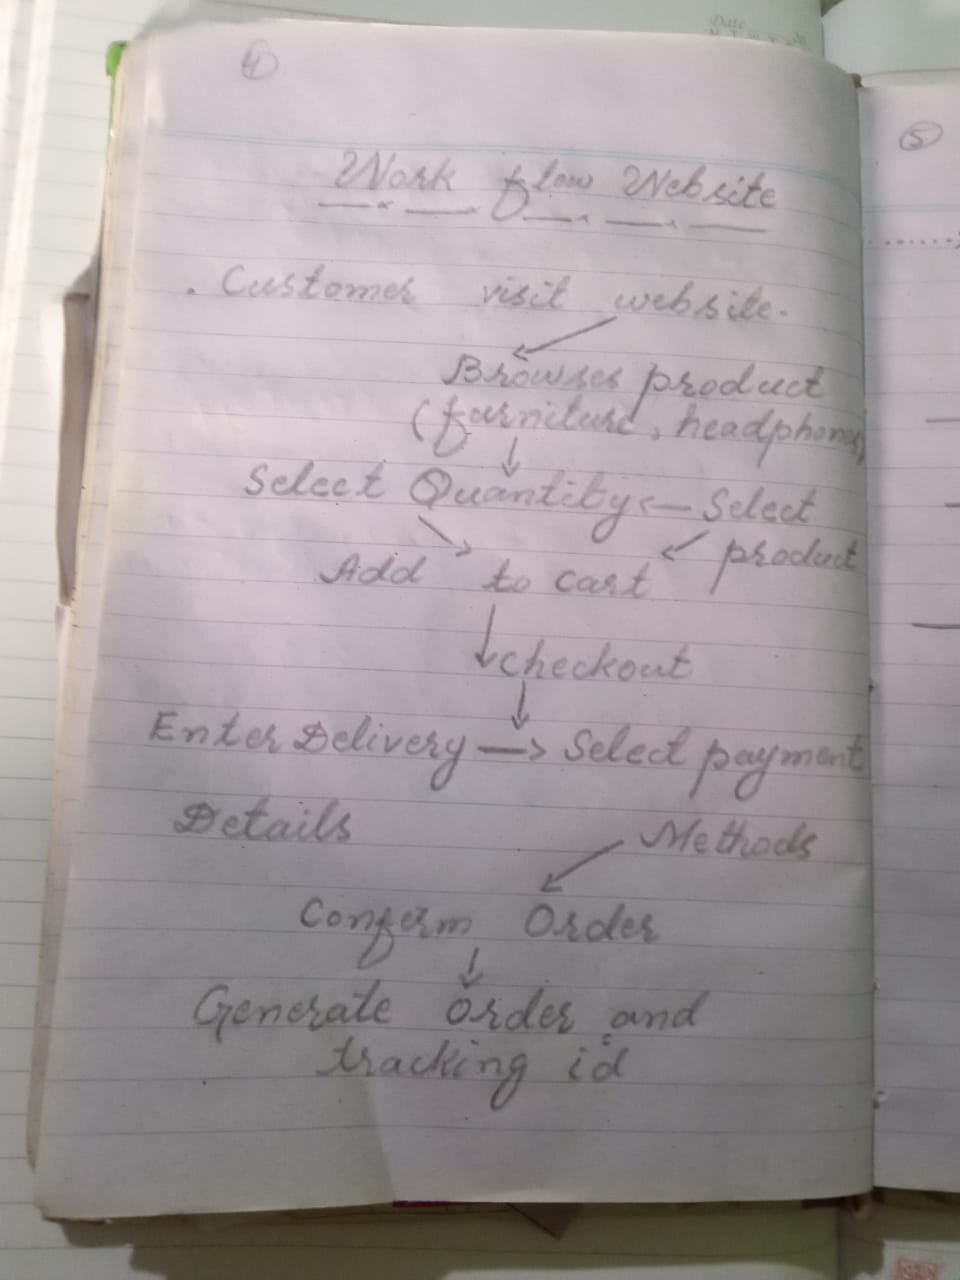 4
Work flow Website
. Customer visit website.
Browses product
(furniture, headphones)
Select Quantity <— Select
product
Add to cart
checkout
Enter Delivery —> Select payment
Details
Methods
Confirm Order
Generate order and
tracking id
5
Date